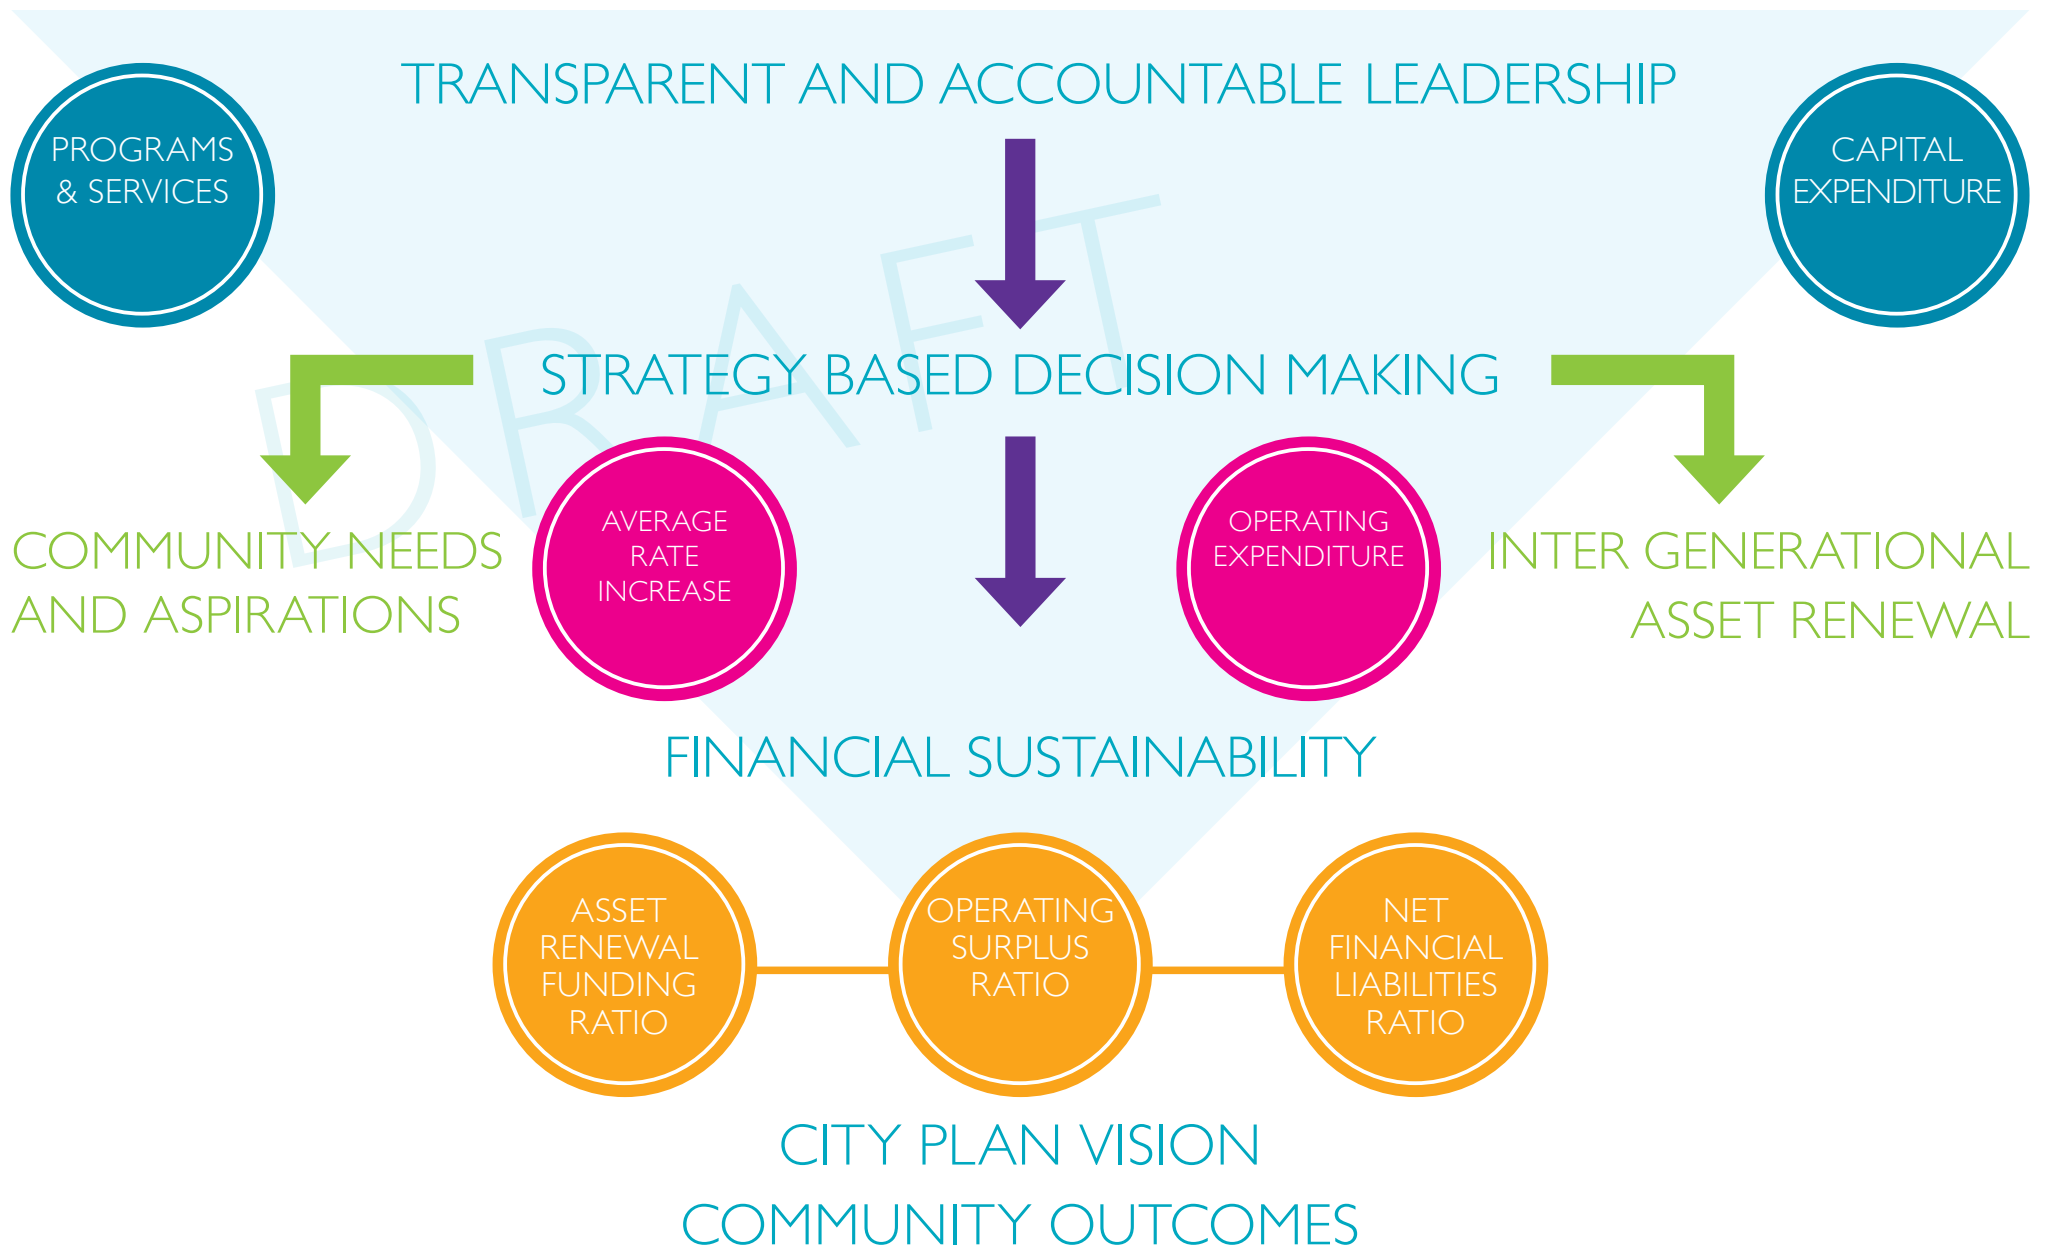 TRANSPARENT AND ACCOUNTABLE LEADERSHIP
PROGRAMS
& SERVICES
CAPITAL
EXPENDITURE
DRAFT
STRATEGY BASED DECISION MAKING
COMMUNITY NEEDS
AND ASPIRATIONS
AVERAGE
RATE
INCREASE
OPERATING
EXPENDITURE
INTER GENERATIONAL
ASSET RENEWAL
FINANCIAL SUSTAINABILITY
ASSET
RENEWAL
FUNDING
RATIO
OPERATING
SURPLUS
RATIO
NET
FINANCIAL
LIABILITIES
RATIO
CITY PLAN VISION
COMMUNITY OUTCOMES